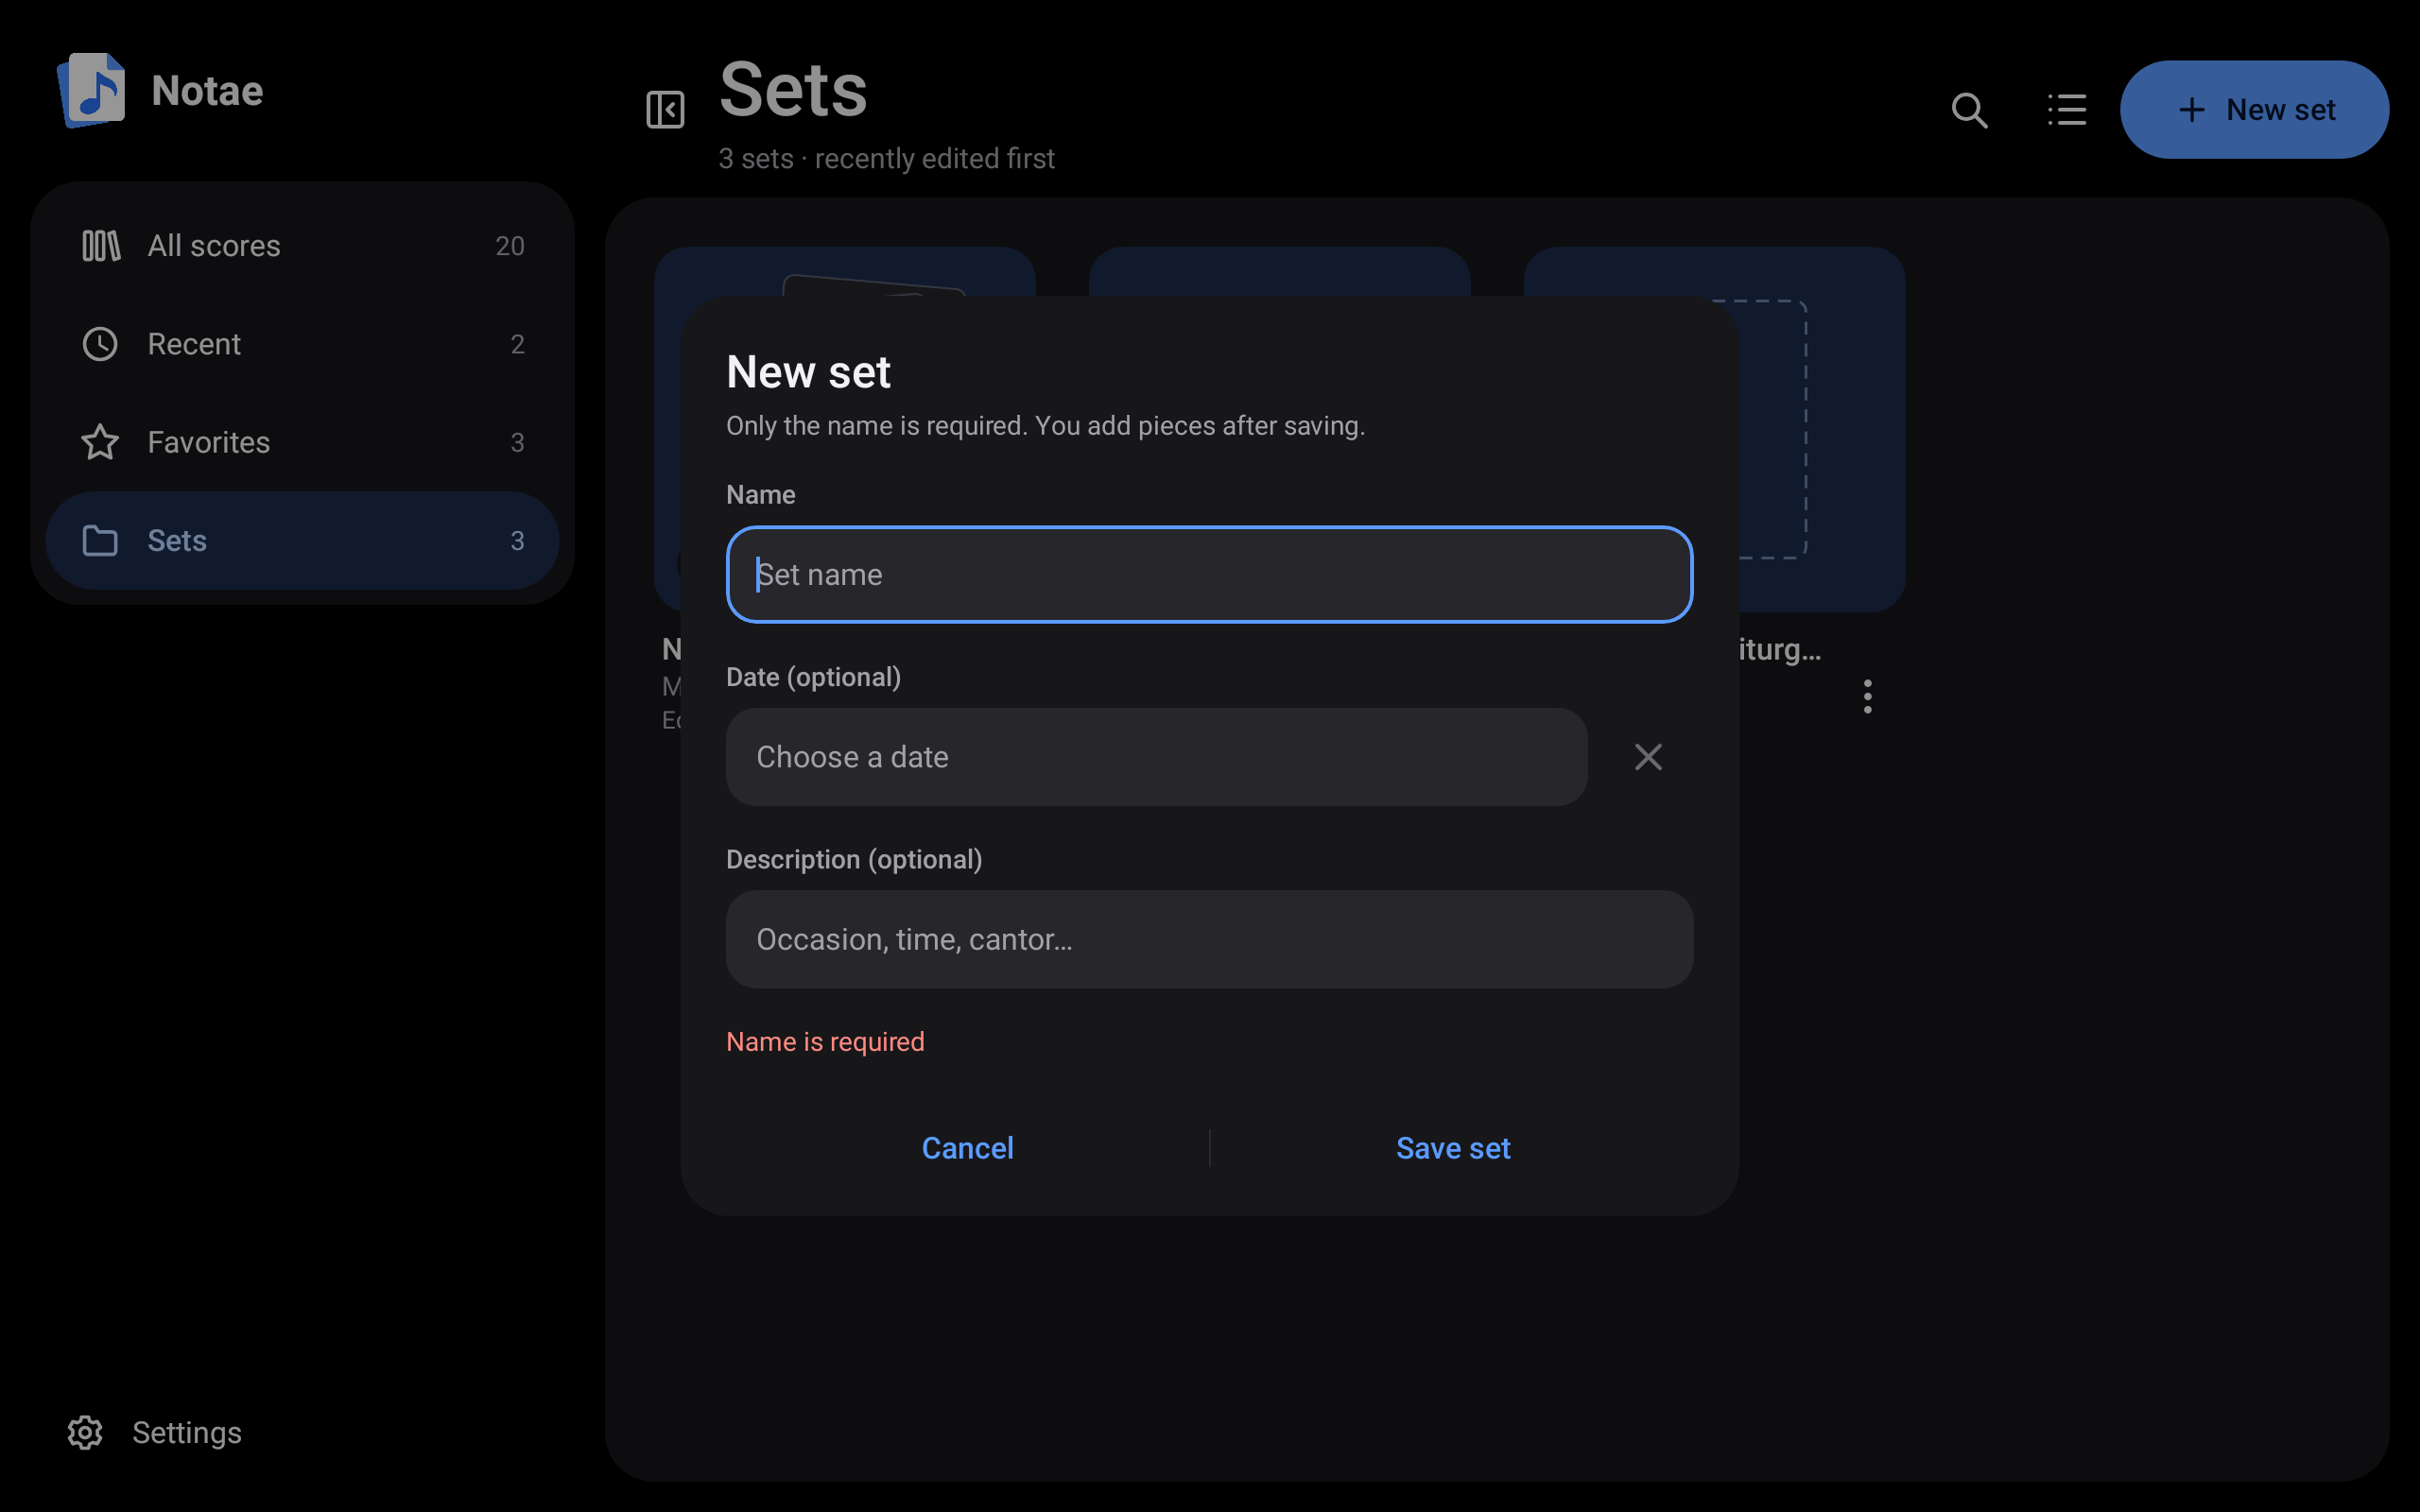 Notae
Sets
3 sets · recently edited first
New set
All scores 20
Recent 2
Favorites 3
Sets 3
New set
Only the name is required. You add pieces after saving.
Name
Set name
Date (optional)
Choose a date
Description (optional)
Occasion, time, cantor…
Name is required
Cancel
Save set
iturg…
Settings